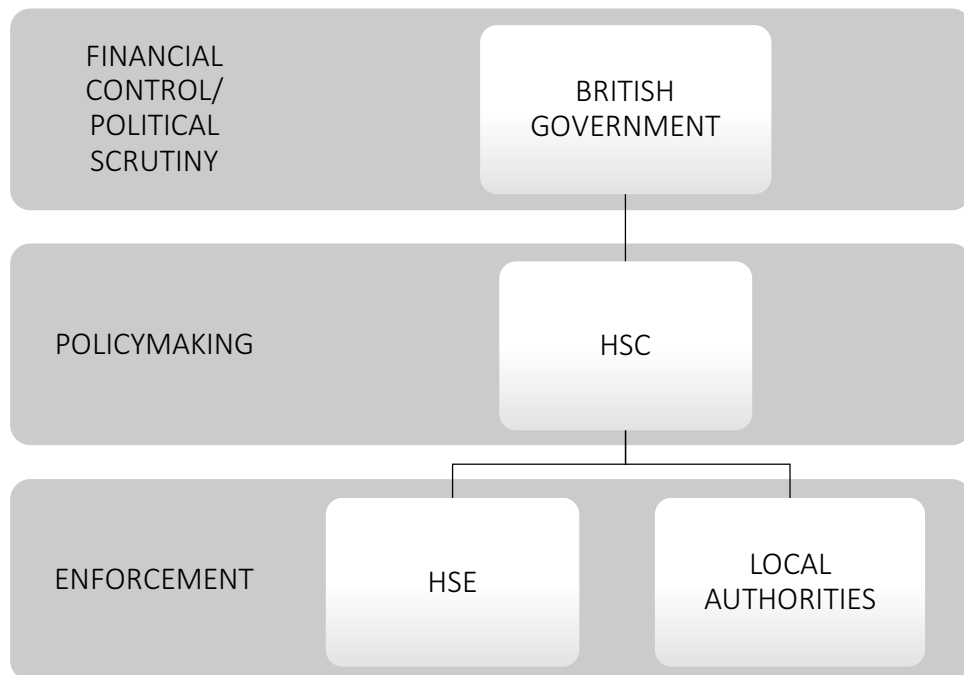 FINANCIAL
CONTROL/
POLITICAL
SCRUTINY
BRITISH
GOVERNMENT
POLICYMAKING
HSC
ENFORCEMENT
HSE
LOCAL
AUTHORITIES